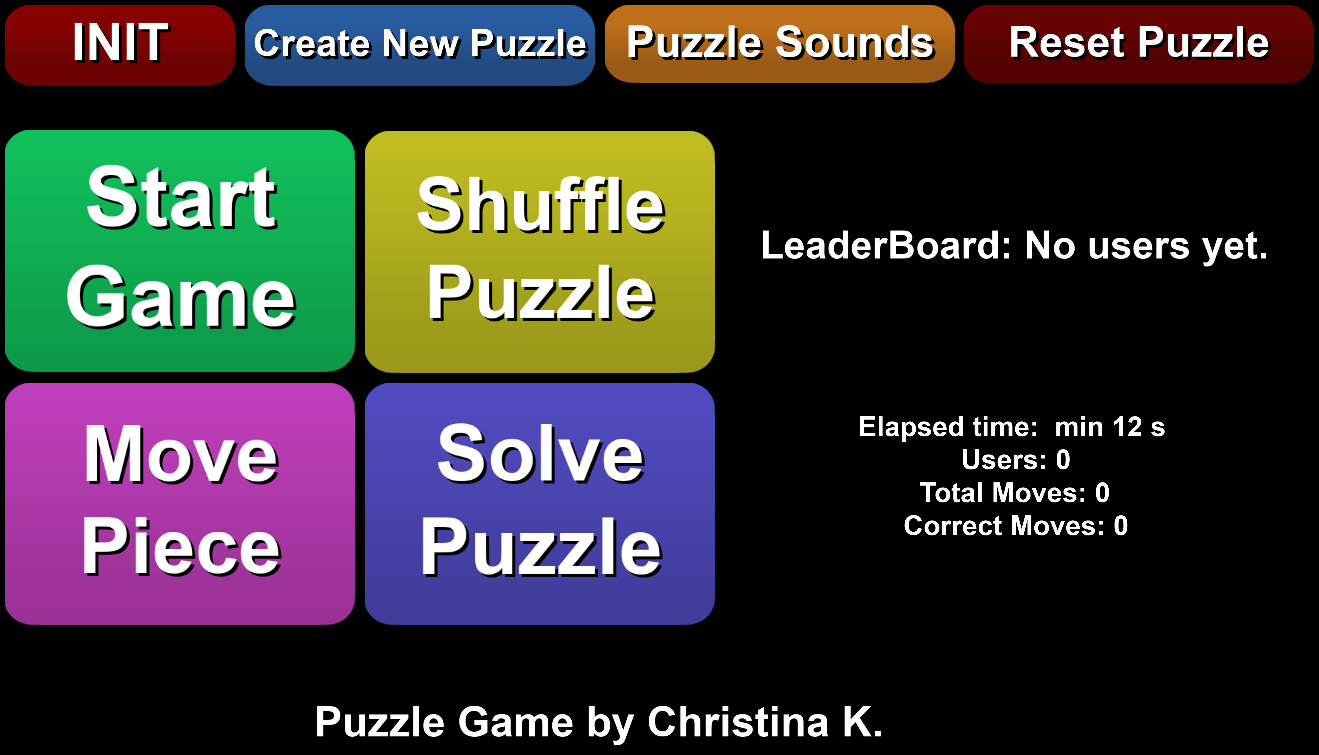 INIT
Create New Puzzle
Puzzle Sounds
Reset Puzzle
Start
Game
Shuffle
Puzzle
LeaderBoard: No users yet.
Move
Piece
Solve
Puzzle
Elapsed time:  min 12 s
Users: 0
Total Moves: 0
Correct Moves: 0
Puzzle Game by Christina K.